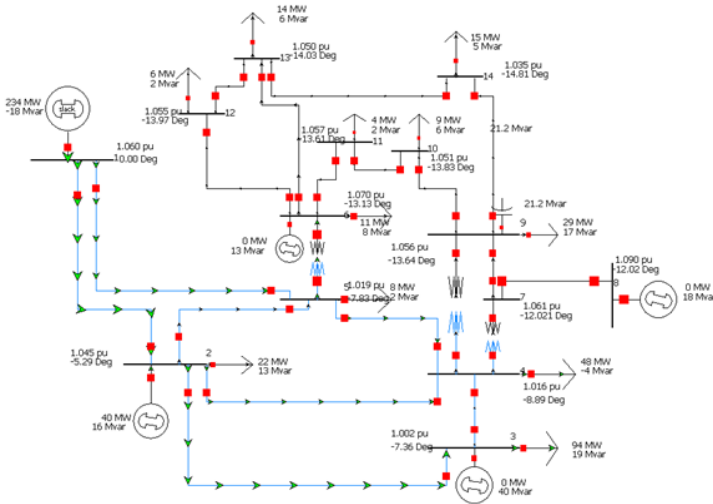 14 MW
6 Mvar
1.050 pu
-14.03 Deg
13
15 MW
5 Mvar
1.035 pu
-14.81 Deg
14
6 MW
2 Mvar
1.055 pu
-13.97 Deg
12
234 MW
-18 Mvar
slack
1.060 pu
0.00 Deg
1
4 MW
2 Mvar
1.057 pu
-13.61 Deg
11
9 MW
6 Mvar
10
1.051 pu
-13.83 Deg
21.2 Mvar
1.070 pu
-13.13 Deg
6
11 MW
8 Mvar
0 MW
13 Mvar
21.2 Mvar
9
29 MW
17 Mvar
1.056 pu
-13.64 Deg
1.090 pu
-12.02 Deg
8
0 MW
18 Mva
7
1.061 pu
-12.021 Deg
5
1.019 pu
-7.83 Deg
8 MW
2 Mvar
1.045 pu
-5.29 Deg
2
22 MW
13 Mvar
40 MW
16 Mvar
4
48 MW
-4 Mvar
1.016 pu
-8.89 Deg
1.002 pu
-7.36 Deg
3
94 MW
19 Mvar
0 MW
40 Mvar